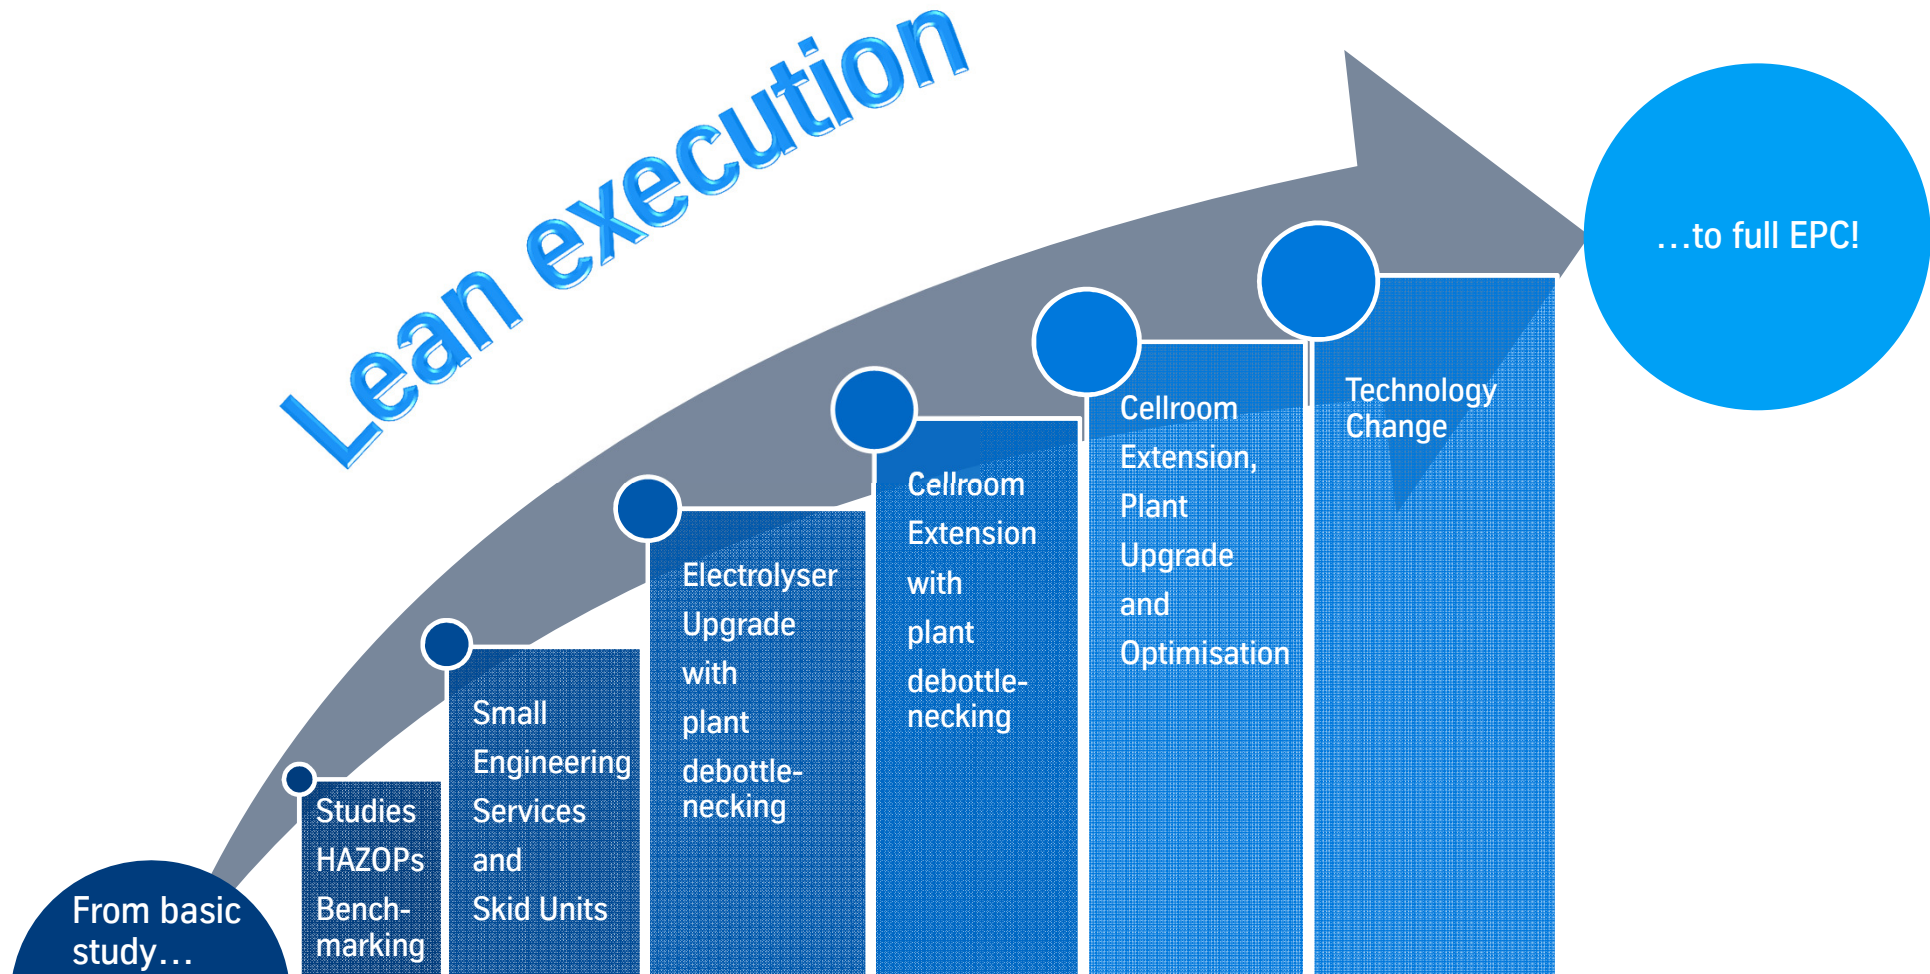 Lean execution
From basic
study...
Studies
HAZOPs
Bench-
marking
Small
Engineering
Services
and
Skid Units
Electrolyser
Upgrade
with
plant
debottle-
necking
Cellroom
Extension
with
plant
debottle-
necking
Cellroom
Extension,
Plant
Upgrade
and
Optimisation
Technology
Change
...to full EPC!